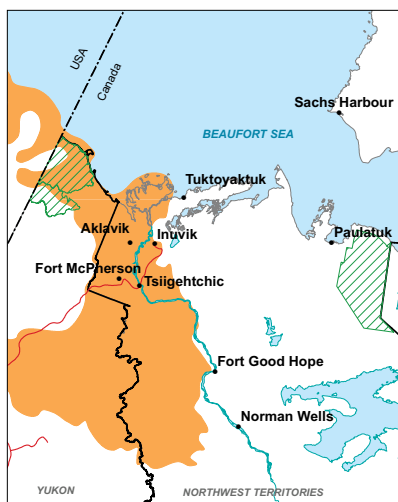 USA
Canada
Sachs Harbour
BEAUFORT SEA
Tuktoyaktuk
Aklavik
Inuvik
Paulatuk
Fort McPherson
Tsiigehtchic
Fort Good Hope
Norman Wells
YUKON
NORTHWEST TERRITORIES